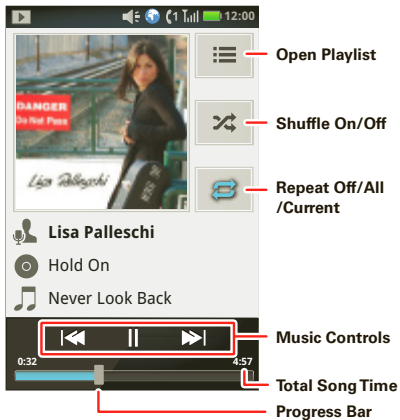 12:00
Open Playlist
DANGER
Do Not Pass
Shuffle On/Off
Lisa Palleschi
Repeat Off/All
/Current
Lisa Palleschi
Hold On
Never Look Back
Music Controls
0:32
4:57
Total Song Time
Progress Bar